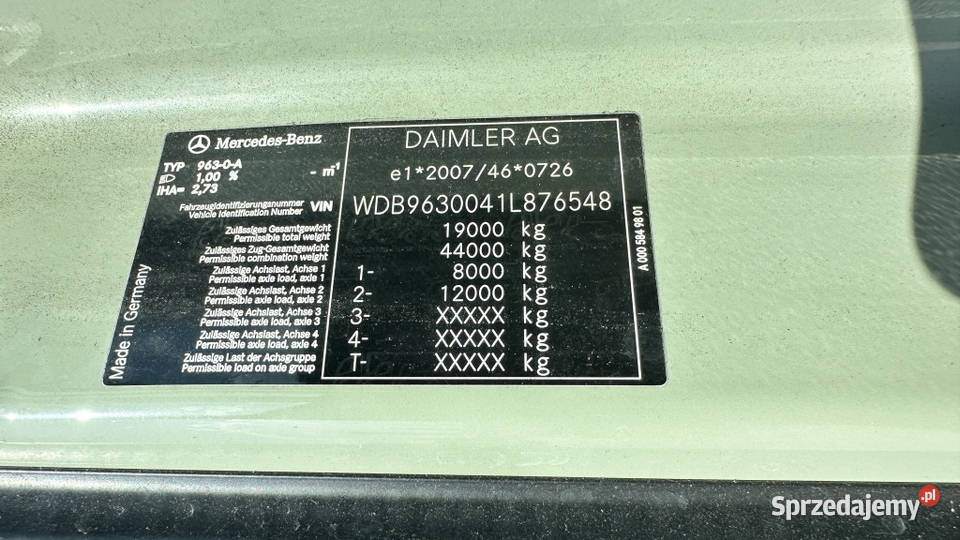 Mercedes-Benz
DAIMLER AG
TYP 963-0-A
1,00 % - m-1
IHA= 2,73
e1*2007/46*0726
Fahrzeugidentifizierungsnummer
Vehicle Identification Number VIN WDB9630041L876548
Zulässiges Gesamtgewicht
Permissible total weight 19000 kg
Zulässiges Zug-Gesamtgewicht
Permissible combination weight 44000 kg
Zulässige Achslast, Achse 1
Permissible axle load, axle 1 1- 8000 kg
Zulässige Achslast, Achse 2
Permissible axle load, axle 2 2- 12000 kg
Zulässige Achslast, Achse 3
Permissible axle load, axle 3 3- XXXXX kg
Zulässige Achslast, Achse 4
Permissible axle load, axle 4 4- XXXXX kg
Zulässige Last der Achsgruppe
Permissible load on axle group T- XXXXX kg
Made in Germany
A 000 584 98 01
Sprzedajemy.pl